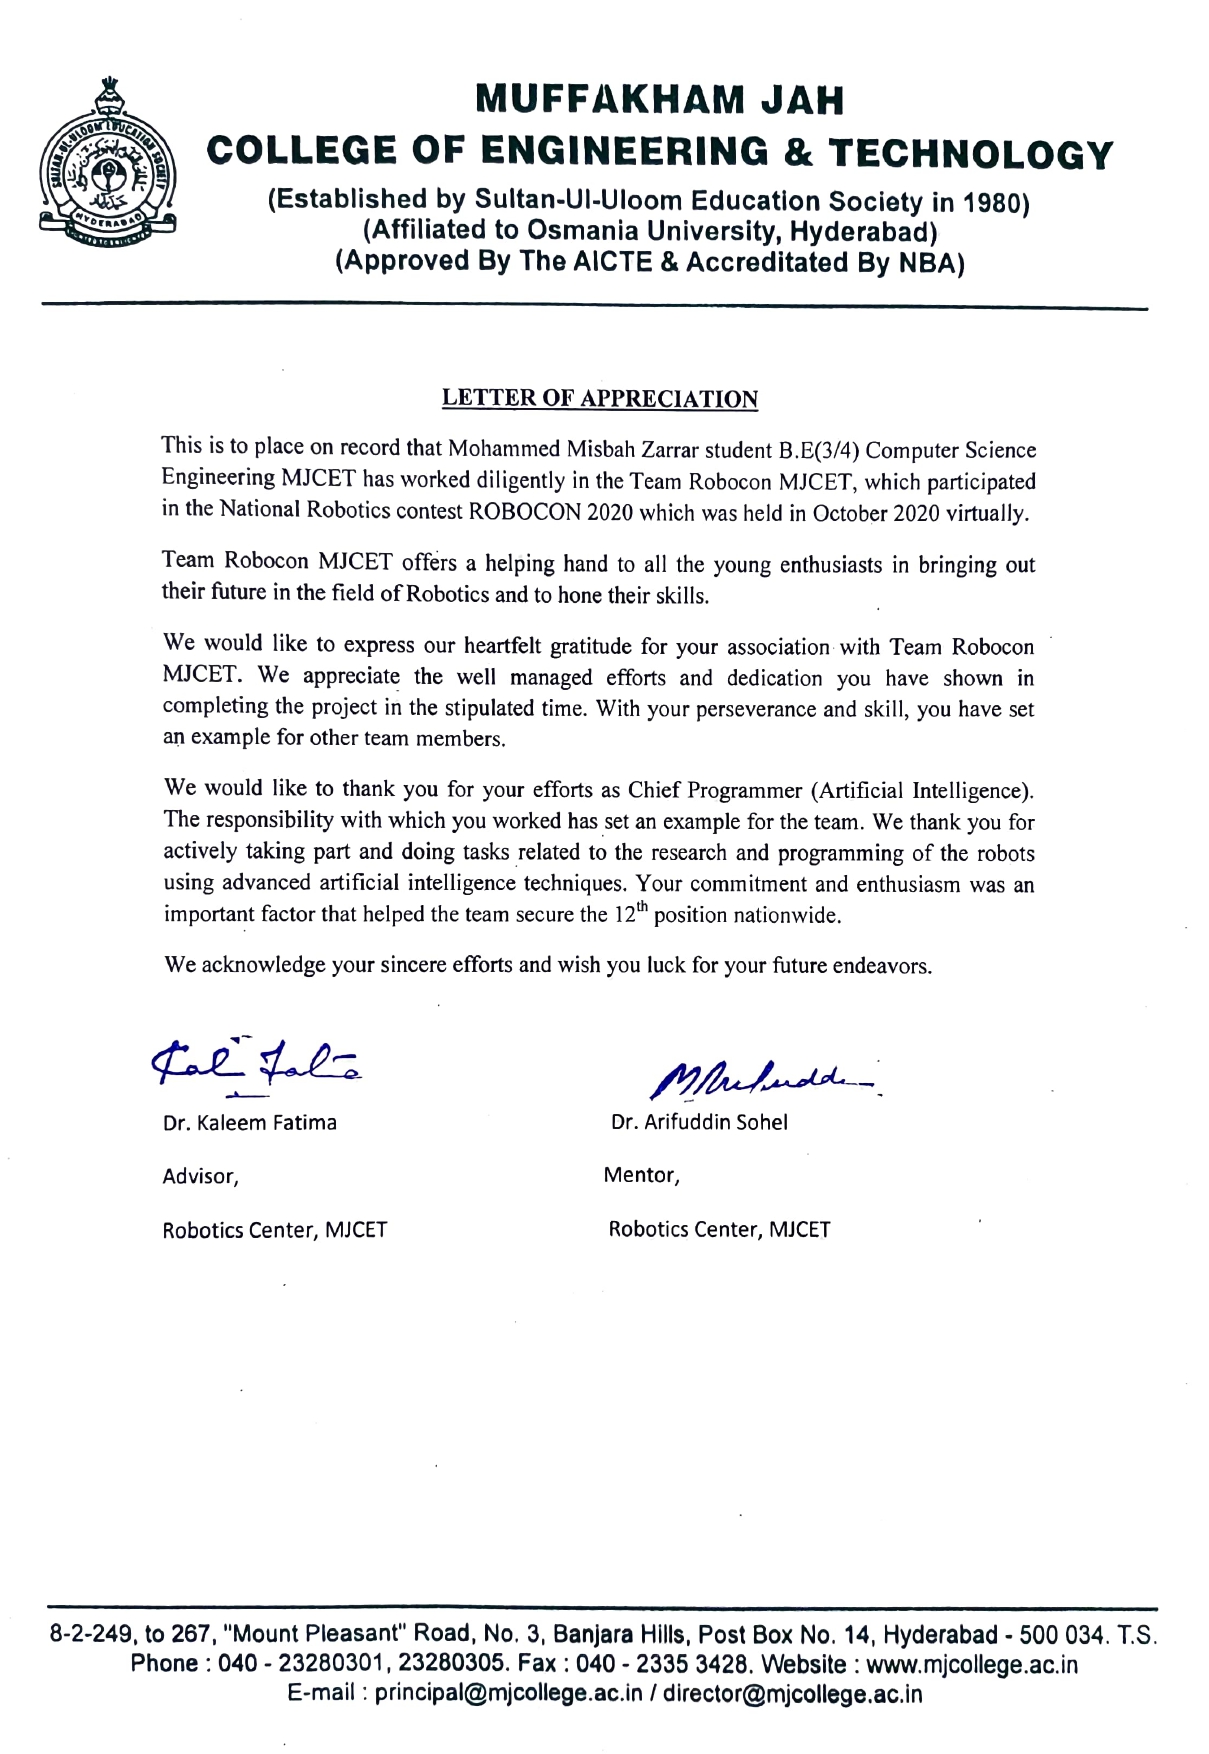 MUFFAKHAM JAH
COLLEGE OF ENGINEERING & TECHNOLOGY
(Established by Sultan-Ul-Uloom Education Society in 1980)
(Affiliated to Osmania University, Hyderabad)
(Approved By The AICTE & Accreditated By NBA)
SULTAN-UL-ULOOM EDUCATION SOCIETY
HYDERABAD
LETTER OF APPRECIATION
This is to place on record that Mohammed Misbah Zarrar student B.E(3/4) Computer Science
Engineering MJCET has worked diligently in the Team Robocon MJCET, which participated
in the National Robotics contest ROBOCON 2020 which was held in October 2020 virtually.
Team Robocon MJCET offers a helping hand to all the young enthusiasts in bringing out
their future in the field of Robotics and to hone their skills.
We would like to express our heartfelt gratitude for your association with Team Robocon
MJCET. We appreciate the well managed efforts and dedication you have shown in
completing the project in the stipulated time. With your perseverance and skill, you have set
an example for other team members.
We would like to thank you for your efforts as Chief Programmer (Artificial Intelligence).
The responsibility with which you worked has set an example for the team. We thank you for
actively taking part and doing tasks related to the research and programming of the robots
using advanced artificial intelligence techniques. Your commitment and enthusiasm was an
important factor that helped the team secure the 12th position nationwide.
We acknowledge your sincere efforts and wish you luck for your future endeavors.
Dr. Kaleem Fatima
Dr. Arifuddin Sohel
Advisor,
Mentor,
Robotics Center, MJCET
Robotics Center, MJCET
8-2-249, to 267, "Mount Pleasant" Road, No. 3, Banjara Hills, Post Box No. 14, Hyderabad - 500 034. T.S.
Phone : 040 - 23280301, 23280305. Fax : 040 - 2335 3428. Website : www.mjcollege.ac.in
E-mail : principal@mjcollege.ac.in / director@mjcollege.ac.in